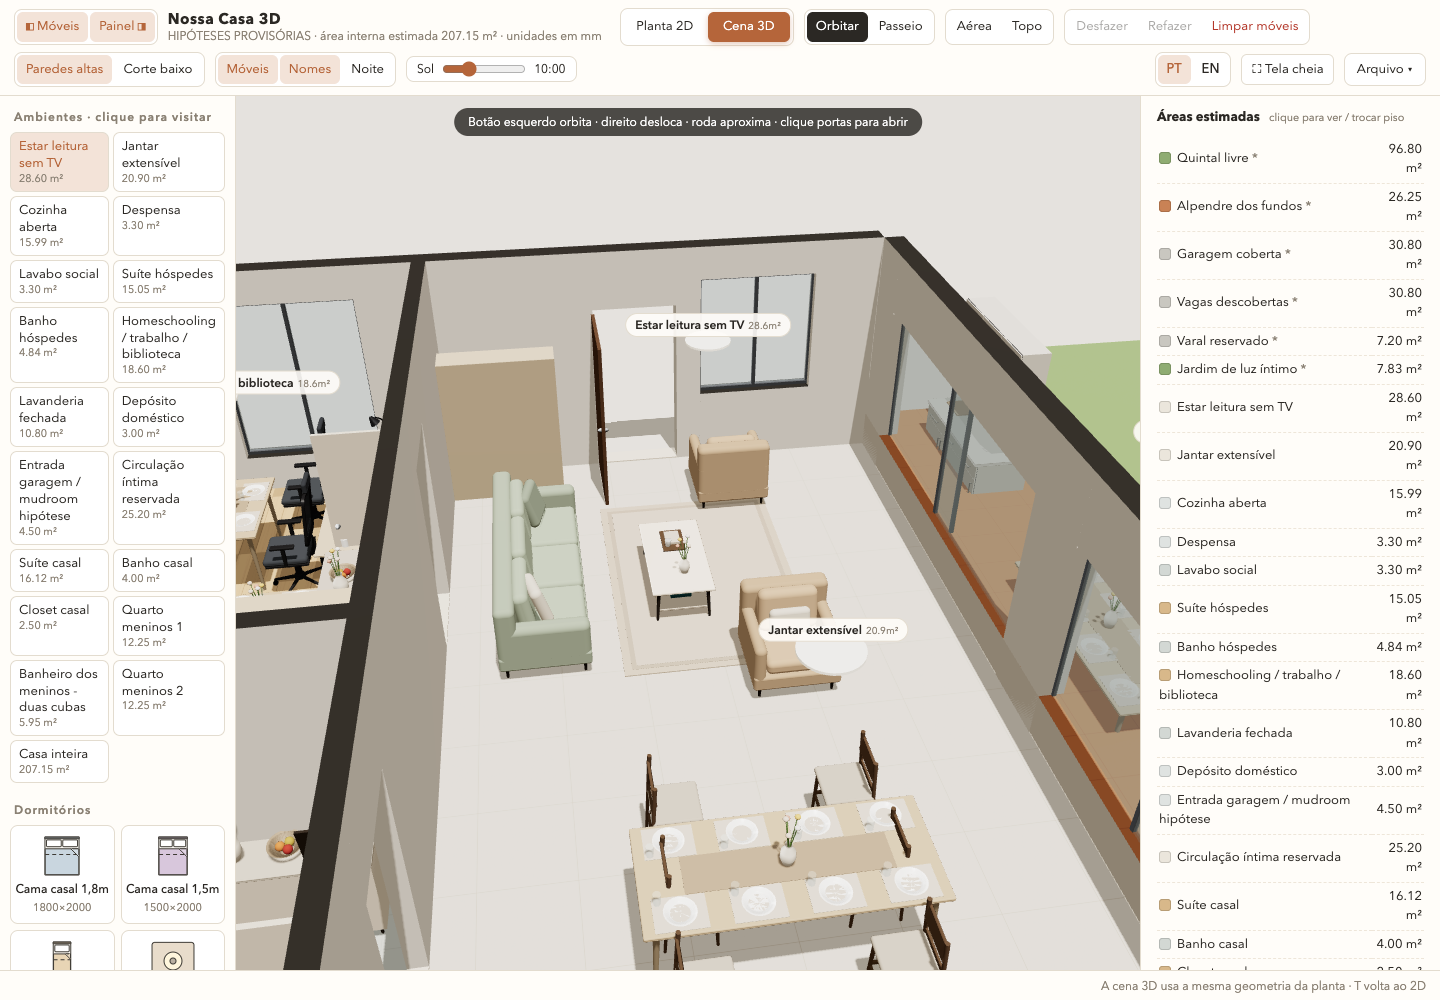 Móveis
Painel
Nossa Casa 3D
HIPÓTESES PROVISÓRIAS · área interna estimada 207.15 m² · unidades em mm
Planta 2D
Cena 3D
Orbitar
Passeio
Aérea
Topo
Desfazer
Refazer
Limpar móveis
Paredes altas
Corte baixo
Móveis
Nomes
Noite
Sol
10:00
PT
EN
Tela cheia
Arquivo
Ambientes · clique para visitar
Estar leitura
sem TV
28.60 m²
Jantar
extensível
20.90 m²
Cozinha
aberta
15.99 m²
Despensa
3.30 m²
Lavabo social
3.30 m²
Suíte hóspedes
15.05 m²
Banho
hóspedes
4.84 m²
Homeschooling
/ trabalho /
biblioteca
18.60 m²
Lavanderia
fechada
10.80 m²
Depósito
doméstico
3.00 m²
Entrada
garagem /
mudroom
hipótese
4.50 m²
Circulação
íntima
reservada
25.20 m²
Suíte casal
16.12 m²
Banho casal
4.00 m²
Closet casal
2.50 m²
Quarto
meninos 1
12.25 m²
Banheiro dos
meninos -
duas cubas
5.95 m²
Quarto
meninos 2
12.25 m²
Casa inteira
207.15 m²
Dormitórios
Cama casal 1,8m
1800×2000
Cama casal 1,5m
1500×2000
Botão esquerdo orbita · direito desloca · roda aproxima · clique portas para abrir
Estar leitura sem TV 28.6m²
biblioteca 18.6m²
Jantar extensível 20.9m²
Áreas estimadas clique para ver / trocar piso
Quintal livre *
96.80
m²
Alpendre dos fundos *
26.25
m²
Garagem coberta *
30.80
m²
Vagas descobertas *
30.80
m²
Varal reservado * 7.20 m²
Jardim de luz íntimo * 7.83 m²
Estar leitura sem TV
28.60
m²
Jantar extensível
20.90
m²
Cozinha aberta
15.99
m²
Despensa 3.30 m²
Lavabo social 3.30 m²
Suíte hóspedes
15.05
m²
Banho hóspedes 4.84 m²
Homeschooling / trabalho /
biblioteca
18.60
m²
Lavanderia fechada
10.80
m²
Depósito doméstico 3.00 m²
Entrada garagem / mudroom
hipótese
4.50 m²
Circulação íntima reservada
25.20
m²
Suíte casal
16.12
m²
Banho casal 4.00 m²
A cena 3D usa a mesma geometria da planta · T volta ao 2D